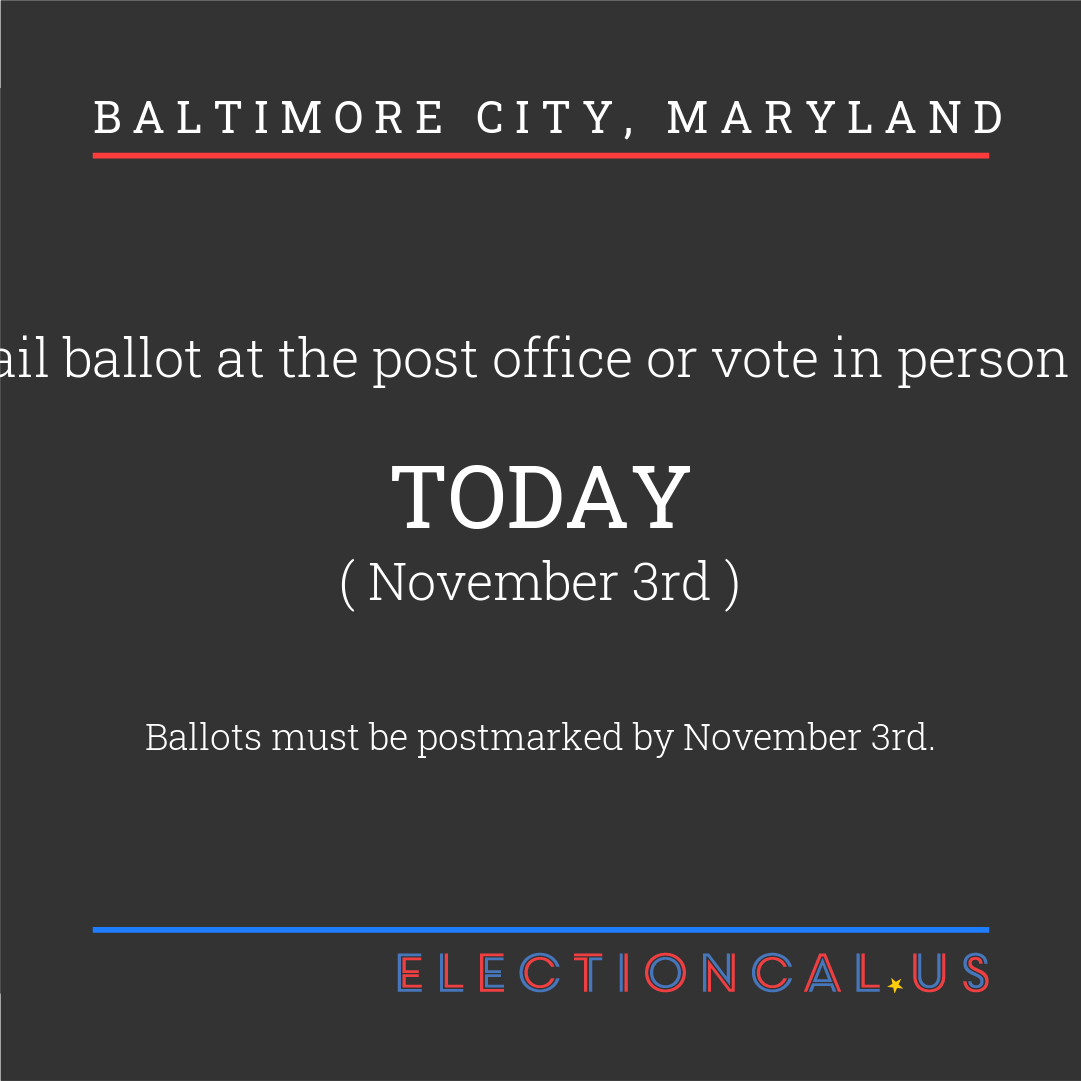 BALTIMORE CITY, MARYLAND
ail ballot at the post office or vote in person
TODAY
( November 3rd )
Ballots must be postmarked by November 3rd.
ELECTIONCAL.US